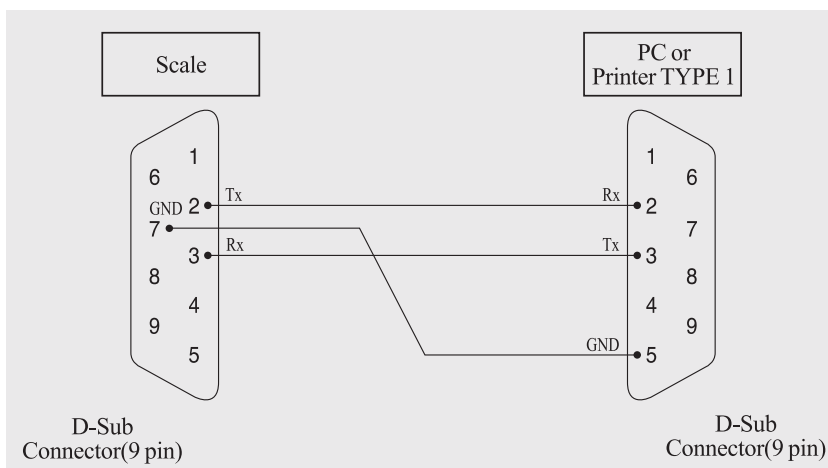 Scale
PC or
Printer TYPE 1
1
6
2
Tx
GND
7
3
Rx
8
4
9
5
1
6
Rx
2
7
Tx
3
8
4
9
GND
5
D-Sub
Connector(9 pin)
D-Sub
Connector(9 pin)